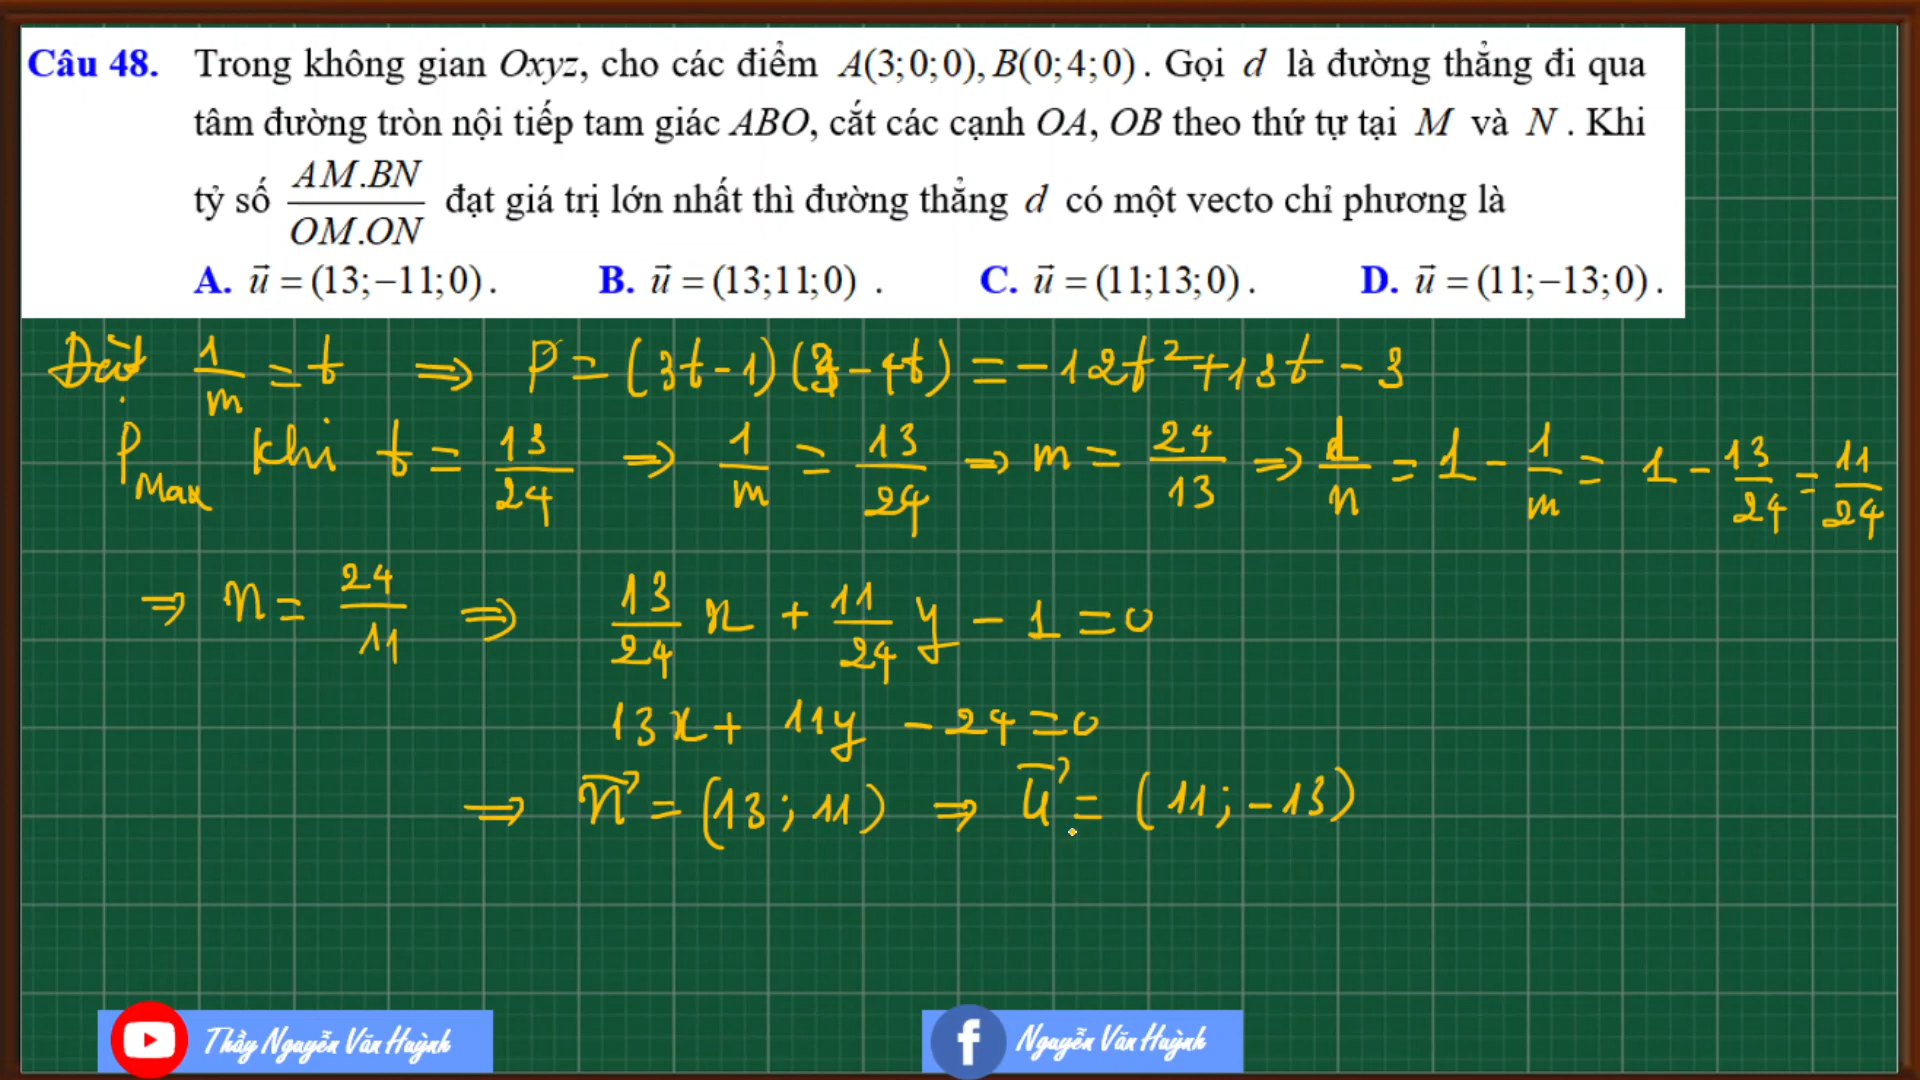 Câu 48. Trong không gian Oxyz, cho các điểm A(3;0;0), B(0;4;0). Gọi d là đường thẳng đi qua
tâm đường tròn nội tiếp tam giác ABO, cắt các cạnh OA, OB theo thứ tự tại M và N. Khi
tỷ số AM.BN/OM.ON đạt giá trị lớn nhất thì đường thẳng d có một vecto chỉ phương là
A. u⃗ = (13;−11;0). B. u⃗ = (13;11;0) . C. u⃗ = (11;13;0). D. u⃗ = (11;−13;0).
Đặt 1/m = t ⇒ P = (3t−1)(3−4t) = −12t² + 13t − 3
P Max khi t = 13/24 ⇒ 1/m = 13/24 ⇒ m = 24/13 ⇒ 1/n = 1 − 1/m = 1 − 13/24 = 11/24
⇒ n = 24/11 ⇒ 13/24 x + 11/24 y − 1 = 0
13x + 11y − 24 = 0
⇒ n⃗ = (13; 11) ⇒ u⃗ = (11; −13)
Thầy Nguyễn Văn Huỳnh
f Nguyễn Văn Huỳnh